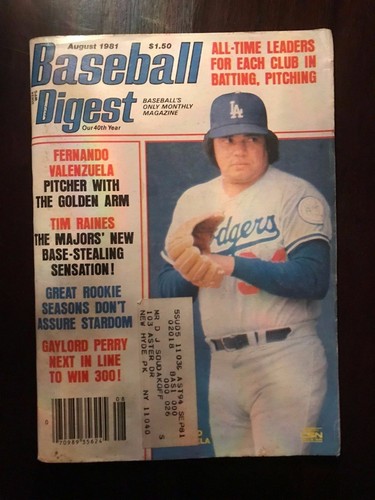 August 1981 $1.50
Baseball
Digest
Our 40th Year
BASEBALL'S
ONLY MONTHLY
MAGAZINE
ALL-TIME LEADERS
FOR EACH CLUB IN
BATTING, PITCHING
FERNANDO
VALENZUELA
PITCHER WITH
THE GOLDEN ARM
TIM RAINES
THE MAJORS' NEW
BASE-STEALING
SENSATION!
GREAT ROOKIE
SEASONS DON'T
ASSURE STARDOM
GAYLORD PERRY
NEXT IN LINE
TO WIN 300!
LA
dgers
08